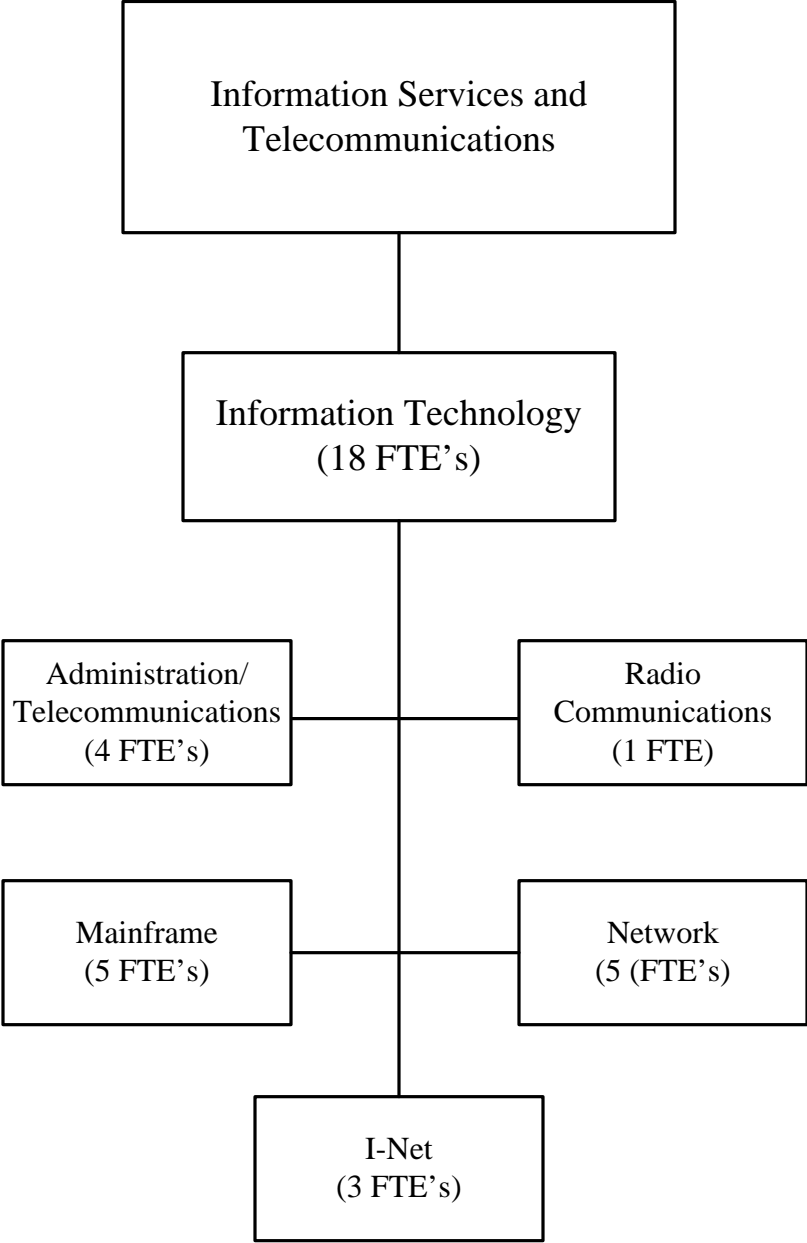 Information Services and
Telecommunications
Information Technology
(18 FTE’s)
Administration/
Telecommunications
(4 FTE’s)
Radio
Communications
(1 FTE)
Mainframe
(5 FTE’s)
Network
(5 (FTE’s)
I-Net
(3 FTE’s)